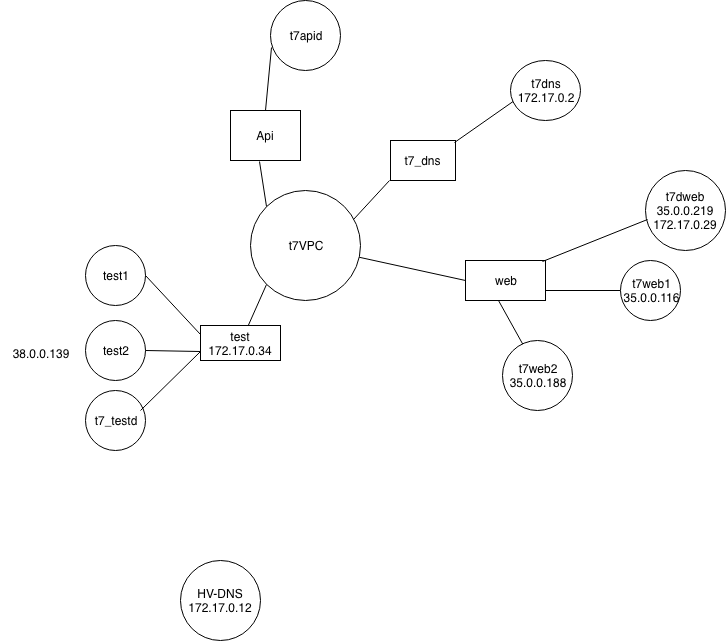 t7apid
t7dns
172.17.0.2
Api
t7_dns
t7dweb
35.0.0.219
172.17.0.29
t7VPC
test1
web
t7web1
35.0.0.116
test
172.17.0.34
38.0.0.139
test2
t7web2
35.0.0.188
t7_testd
HV-DNS
172.17.0.12